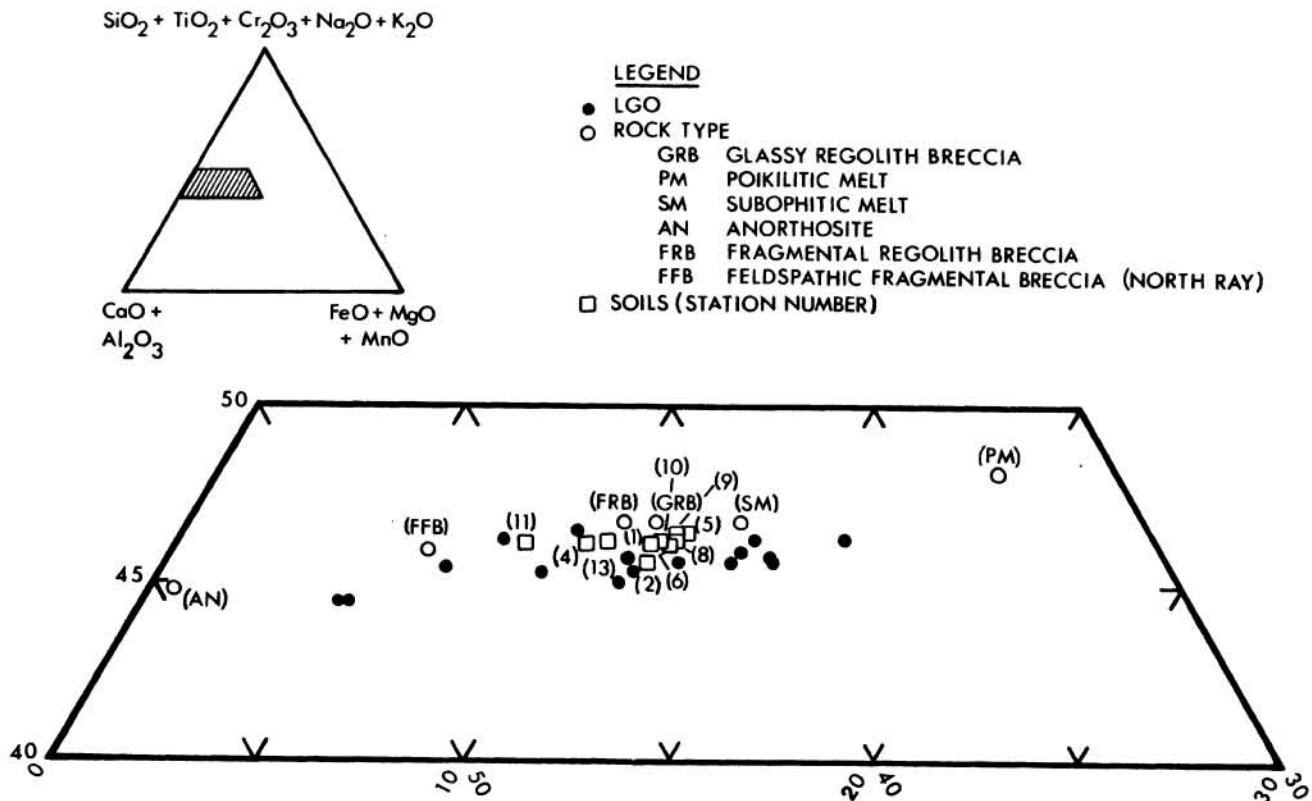 SiO2 + TiO2 + Cr2O3 + Na2O + K2O
CaO +
Al2O3
FeO + MgO
+ MnO
LEGEND
● LGO
○ ROCK TYPE
GRB GLASSY REGOLITH BRECCIA
PM POIKILITIC MELT
SM SUBOPHITIC MELT
AN ANORTHOSITE
FRB FRAGMENTAL REGOLITH BRECCIA
FFB FELDSPATHIC FRAGMENTAL BRECCIA (NORTH RAY)
□ SOILS (STATION NUMBER)
50
(10)
(9)
(PM)
(FRB)
(GRB)
(SM)
(FFB)
(11)
(1)
(5)
(4)
(8)
(13)
(2)
(6)
45
(AN)
40
0
10 50
20 40
30 30